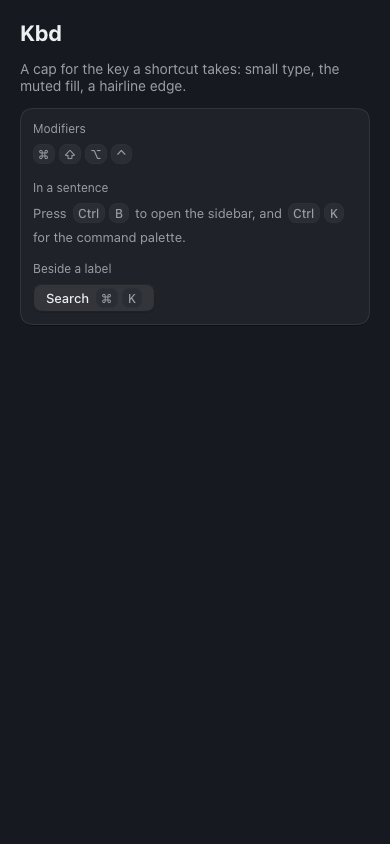 Kbd
A cap for the key a shortcut takes: small type, the
muted fill, a hairline edge.
Modifiers
⌘ ⇧ ⌥ ^
In a sentence
Press Ctrl B to open the sidebar, and Ctrl K
for the command palette.
Beside a label
Search ⌘ K